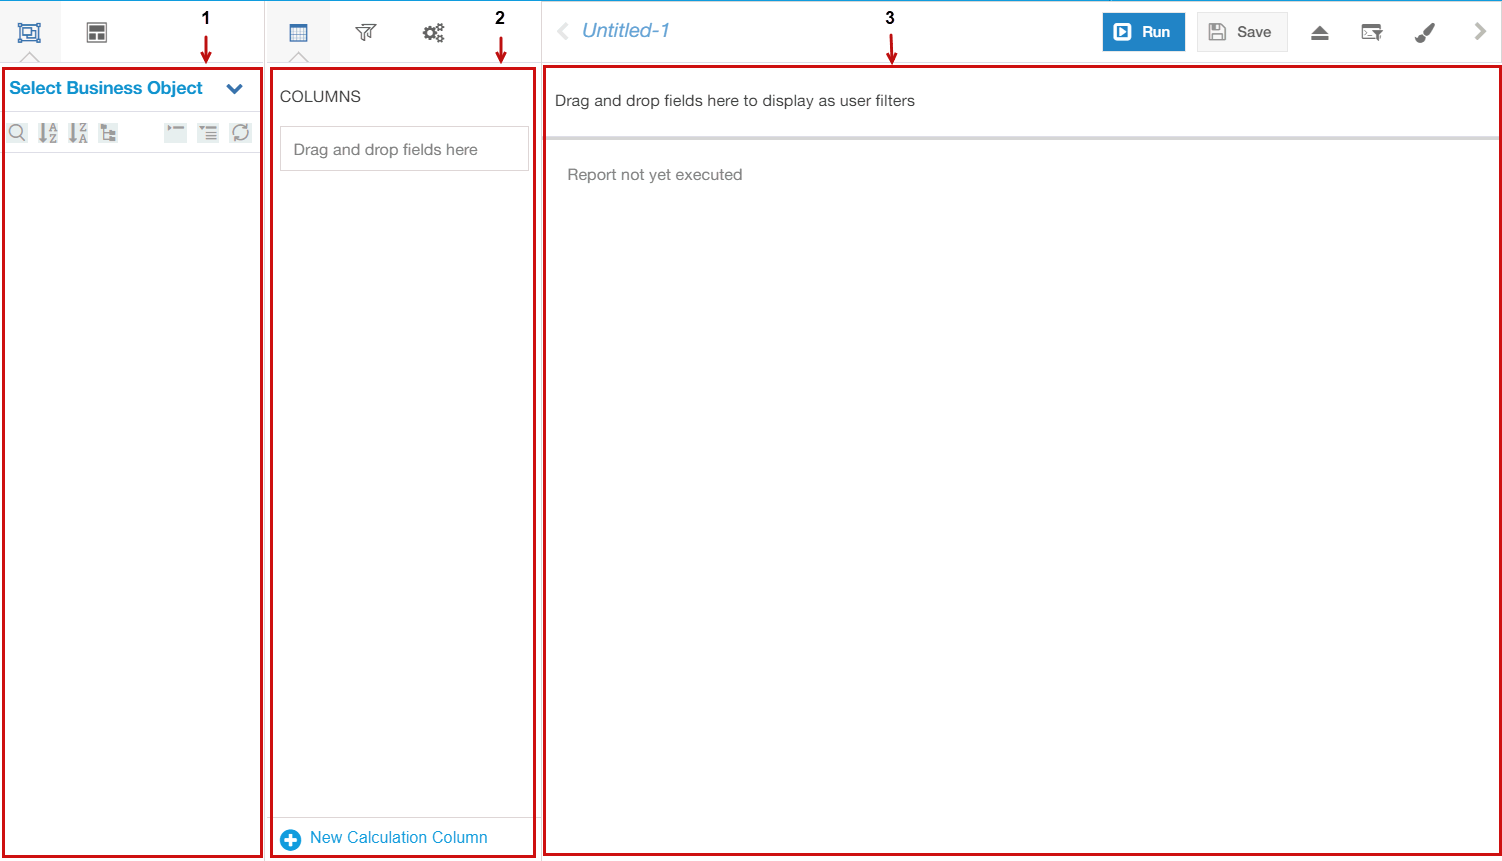 1
2
3
Untitled-1
Run
Save
Select Business Object
COLUMNS
Drag and drop fields here to display as user filters
A
Z
Z
A
Drag and drop fields here
Report not yet executed
New Calculation Column